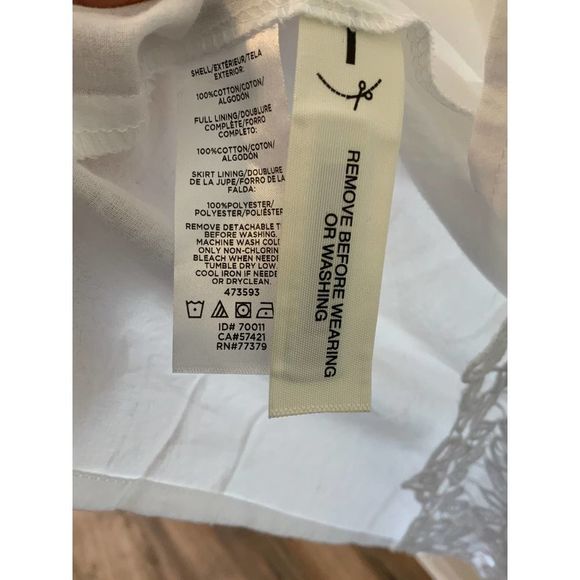 SHELL/EXTÉRIEUR/TELA
EXTERIOR:
100%COTTON/COTON/
ALGODÓN
FULL LINING/DOUBLURE
COMPLÈTE/FORRO
COMPLETO:
100%COTTON/COTON/
ALGODÓN
SKIRT LINING/DOUBLURE
DE LA JUPE/FORRO DE LA
FALDA:
100%POLYESTER/
POLYESTER/POLIÉSTER
REMOVE DETACHABLE T
BEFORE WASHING.
MACHINE WASH COLD
ONLY NON-CHLORIN
BLEACH WHEN NEEDE
TUMBLE DRY LOW.
COOL IRON IF NEEDE
OR DRYCLEAN.
473593
ID# 70011
CA#57421
RN#77379
REMOVE BEFORE WEARING
OR WASHING